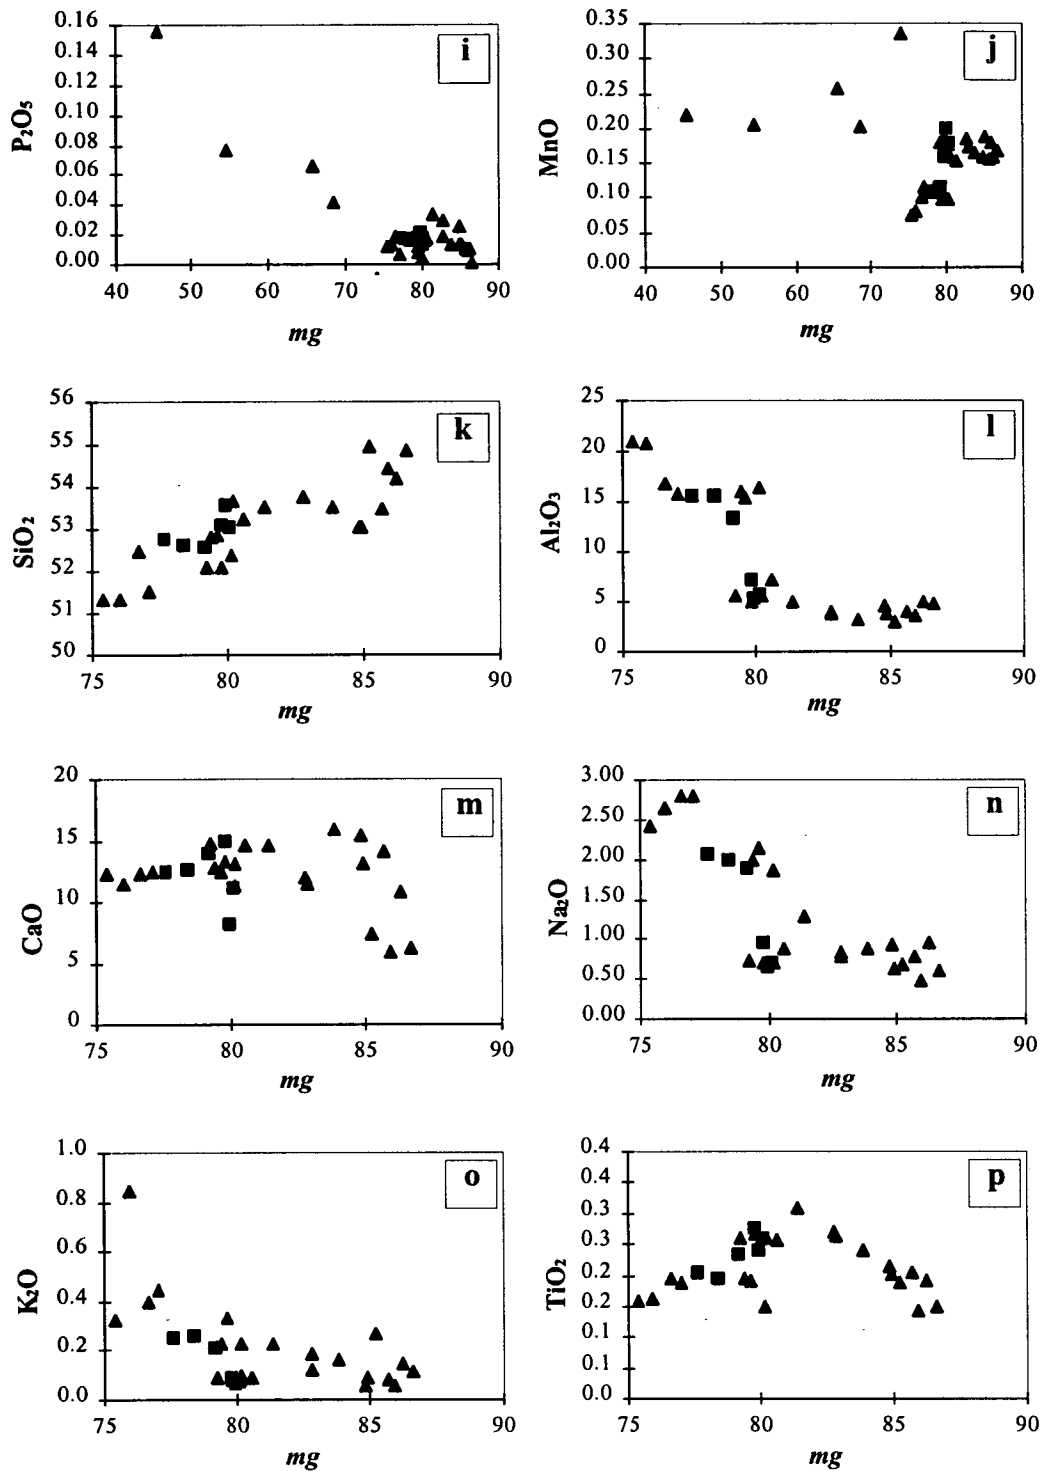 0.16
0.14
0.12
0.10
0.08
0.06
0.04
0.02
0.00
P₂O₅
i
40 50 60 70 80 90
mg
0.35
0.30
0.25
0.20
0.15
0.10
0.05
0.00
MnO
j
40 50 60 70 80 90
mg
56
55
54
53
52
51
50
SiO₂
k
75 80 85 90
mg
25
20
15
10
5
0
Al₂O₃
l
75 80 85 90
mg
20
15
10
5
0
CaO
m
75 80 85 90
mg
3.00
2.50
2.00
1.50
1.00
0.50
0.00
Na₂O
n
75 80 85 90
mg
1.0
0.8
0.6
0.4
0.2
0.0
K₂O
o
75 80 85 90
mg
0.4
0.4
0.3
0.3
0.2
0.2
0.1
0.1
0.0
TiO₂
p
75 80 85 90
mg